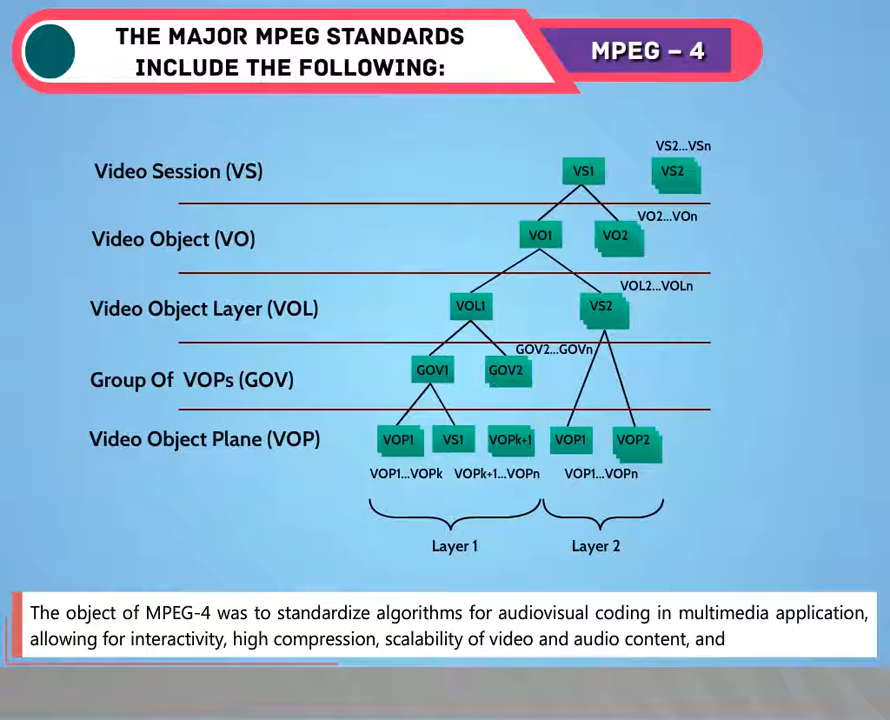 THE MAJOR MPEG STANDARDS
INCLUDE THE FOLLOWING:
MPEG – 4
VS2...VSn
Video Session (VS)
VS1
VS2
VO2...VOn
Video Object (VO)
VO1
VO2
VOL2...VOLn
Video Object Layer (VOL)
VOL1
VS2
GOV2...GOVn
Group Of VOPs (GOV)
GOV1
GOV2
Video Object Plane (VOP)
VOP1
VS1
VOPk+1
VOP1
VOP2
VOP1...VOPk
VOPk+1...VOPn
VOP1...VOPn
Layer 1
Layer 2
The object of MPEG-4 was to standardize algorithms for audiovisual coding in multimedia application,
allowing for interactivity, high compression, scalability of video and audio content, and